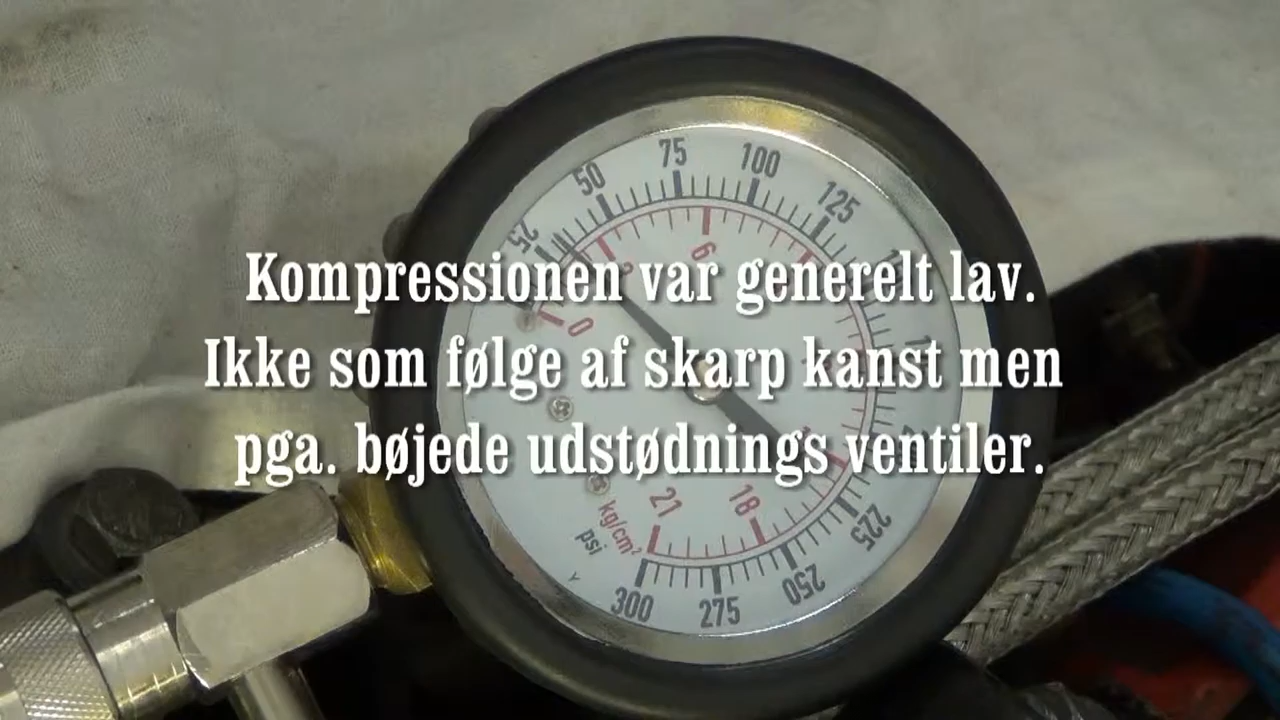 Kompressionen var generelt lav.
Ikke som følge af skarp kanst men
pga. bøjede udstødnings ventiler.
25
50
75
100
125
225
250
275
300
0
6
18
21
kg/cm²
psi